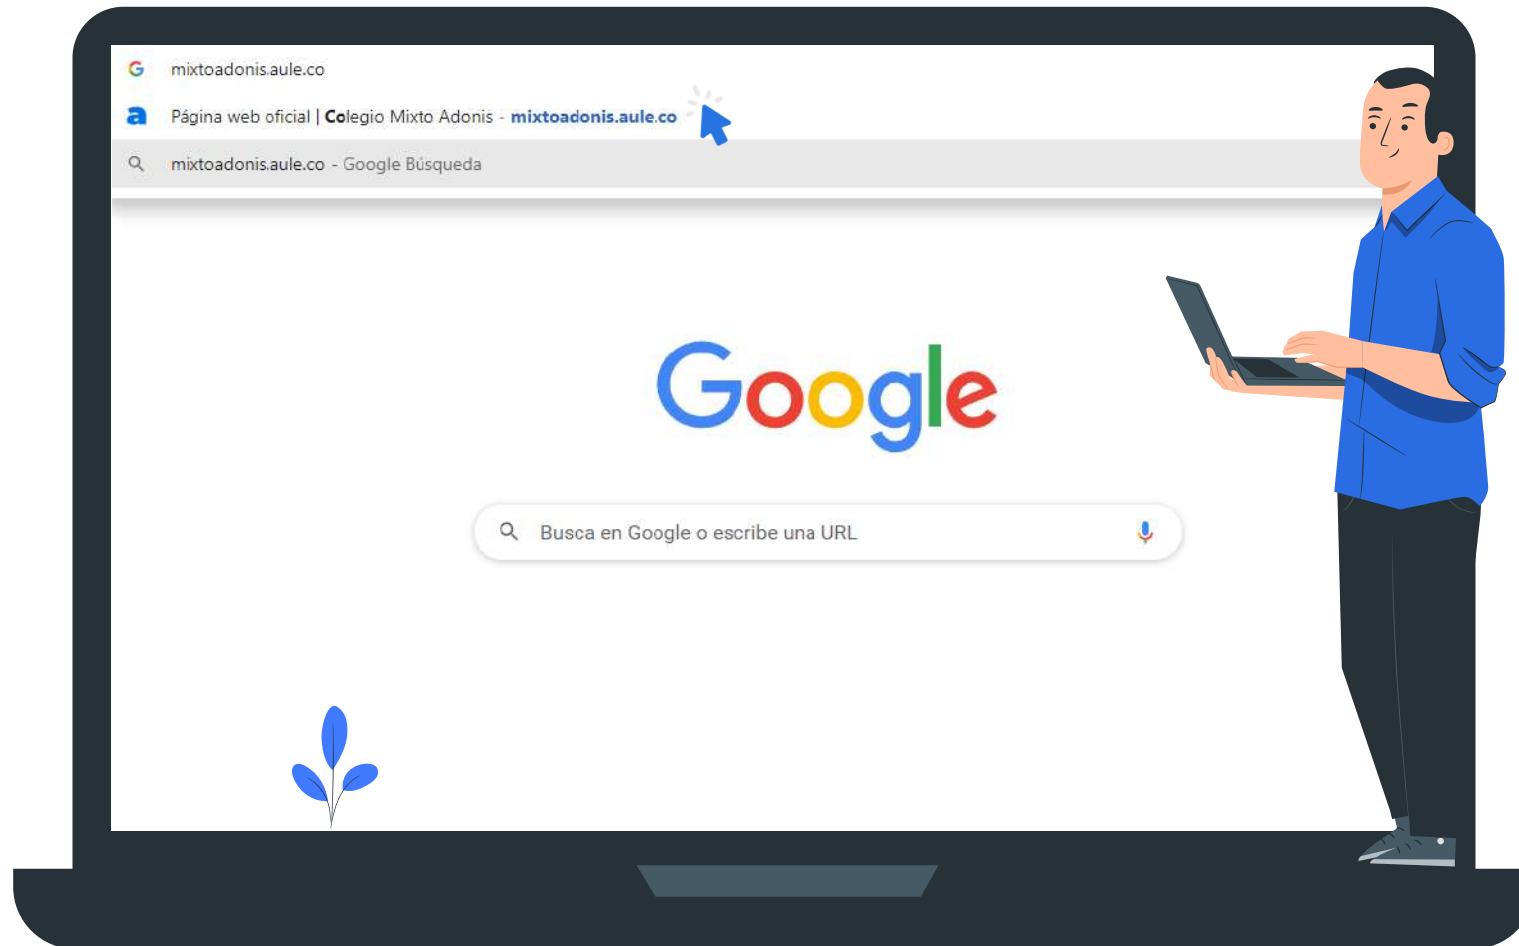 mixtoadonis.aule.co
Página web oficial | Colegio Mixto Adonis - mixtoadonis.aule.co
mixtoadonis.aule.co - Google Búsqueda
Google
Busca en Google o escribe una URL